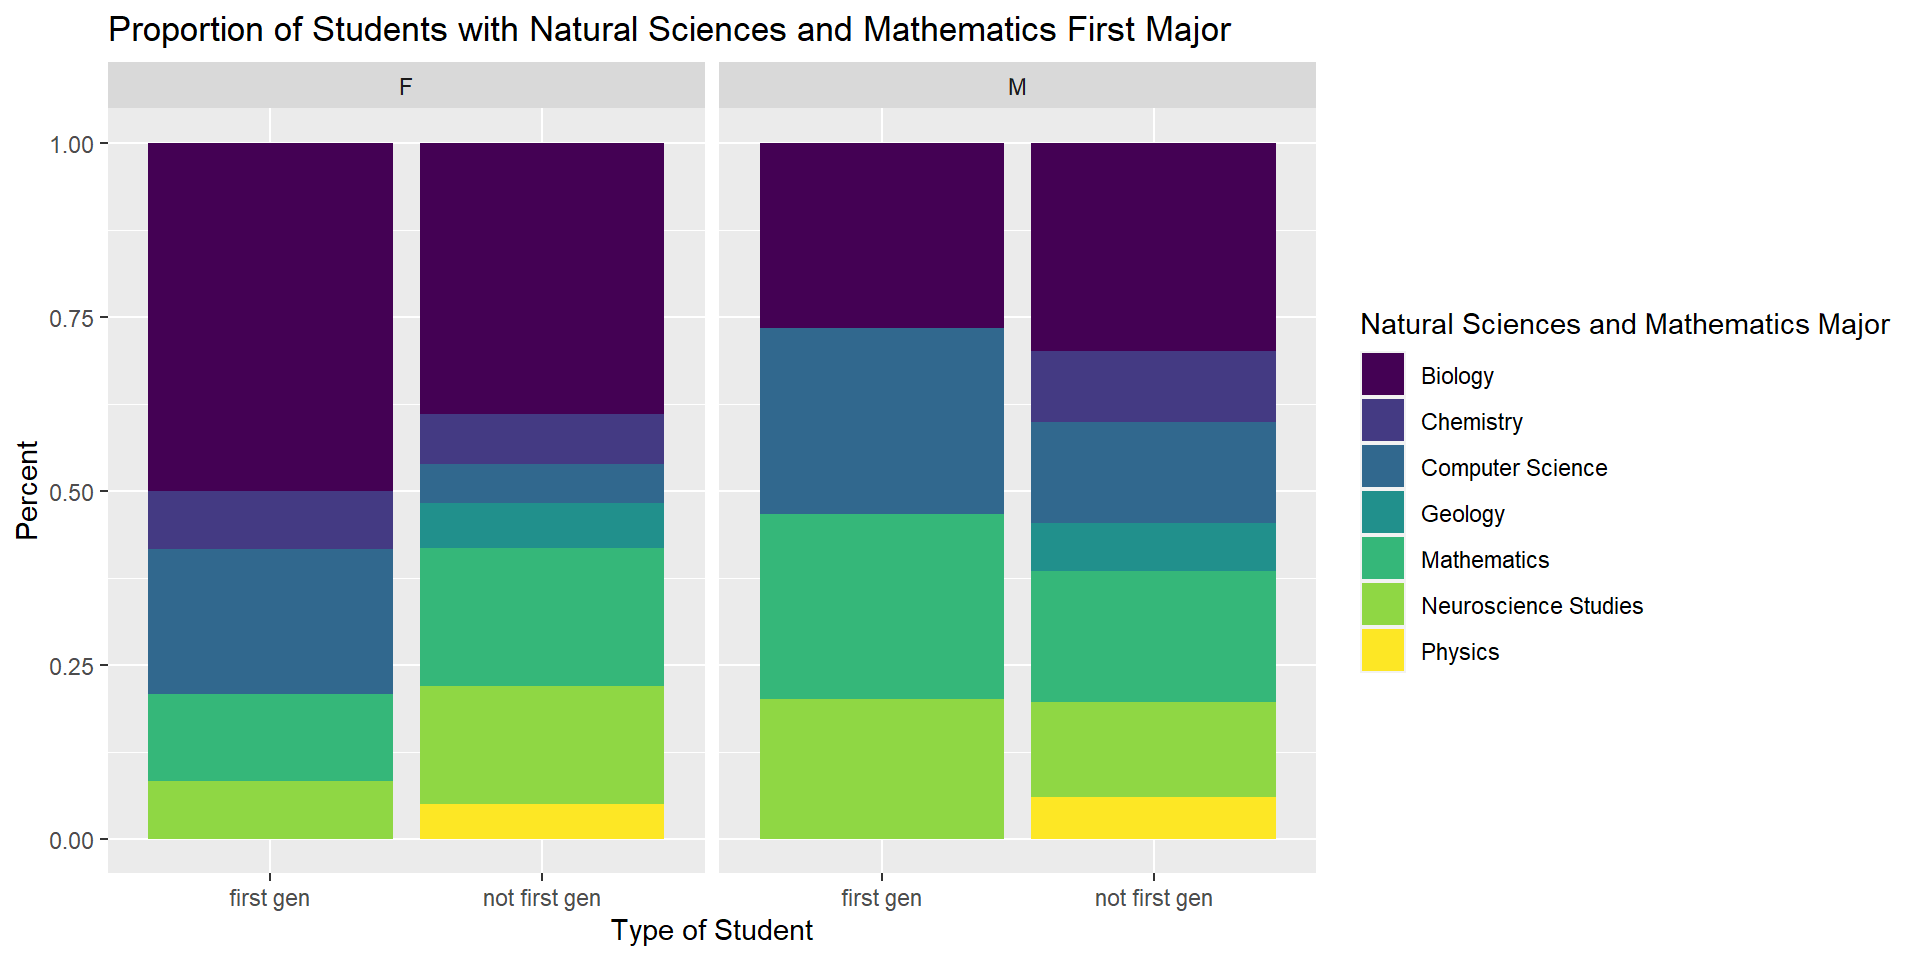 Proportion of Students with Natural Sciences and Mathematics First Major
F
M
1.00
0.75
0.50
0.25
0.00
Percent
first gen
not first gen
first gen
not first gen
Type of Student
Natural Sciences and Mathematics Major
Biology
Chemistry
Computer Science
Geology
Mathematics
Neuroscience Studies
Physics